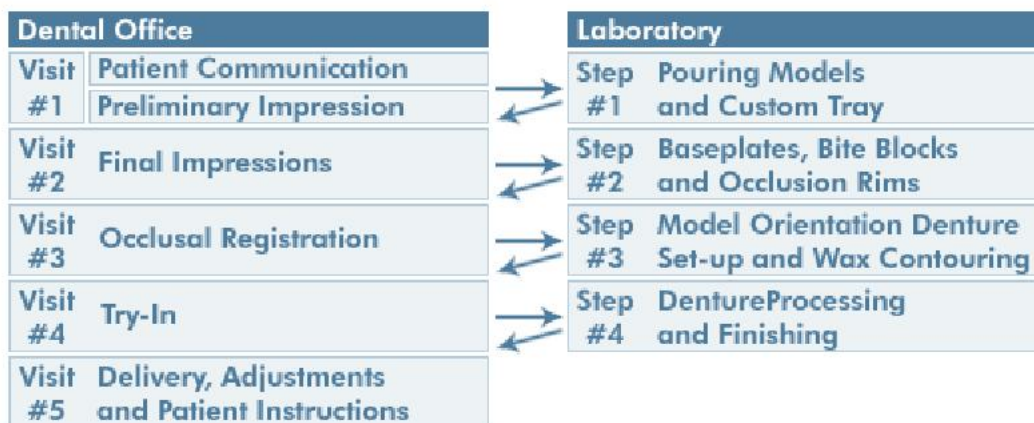 Dental Office
Visit #1
Patient Communication
Preliminary Impression
Visit #2
Final Impressions
Visit #3
Occlusal Registration
Visit #4
Try-In
Visit #5
Delivery, Adjustments
and Patient Instructions
Laboratory
Step #1
Pouring Models
and Custom Tray
Step #2
Baseplates, Bite Blocks
and Occlusion Rims
Step #3
Model Orientation Denture
Set-up and Wax Contouring
Step #4
DentureProcessing
and Finishing